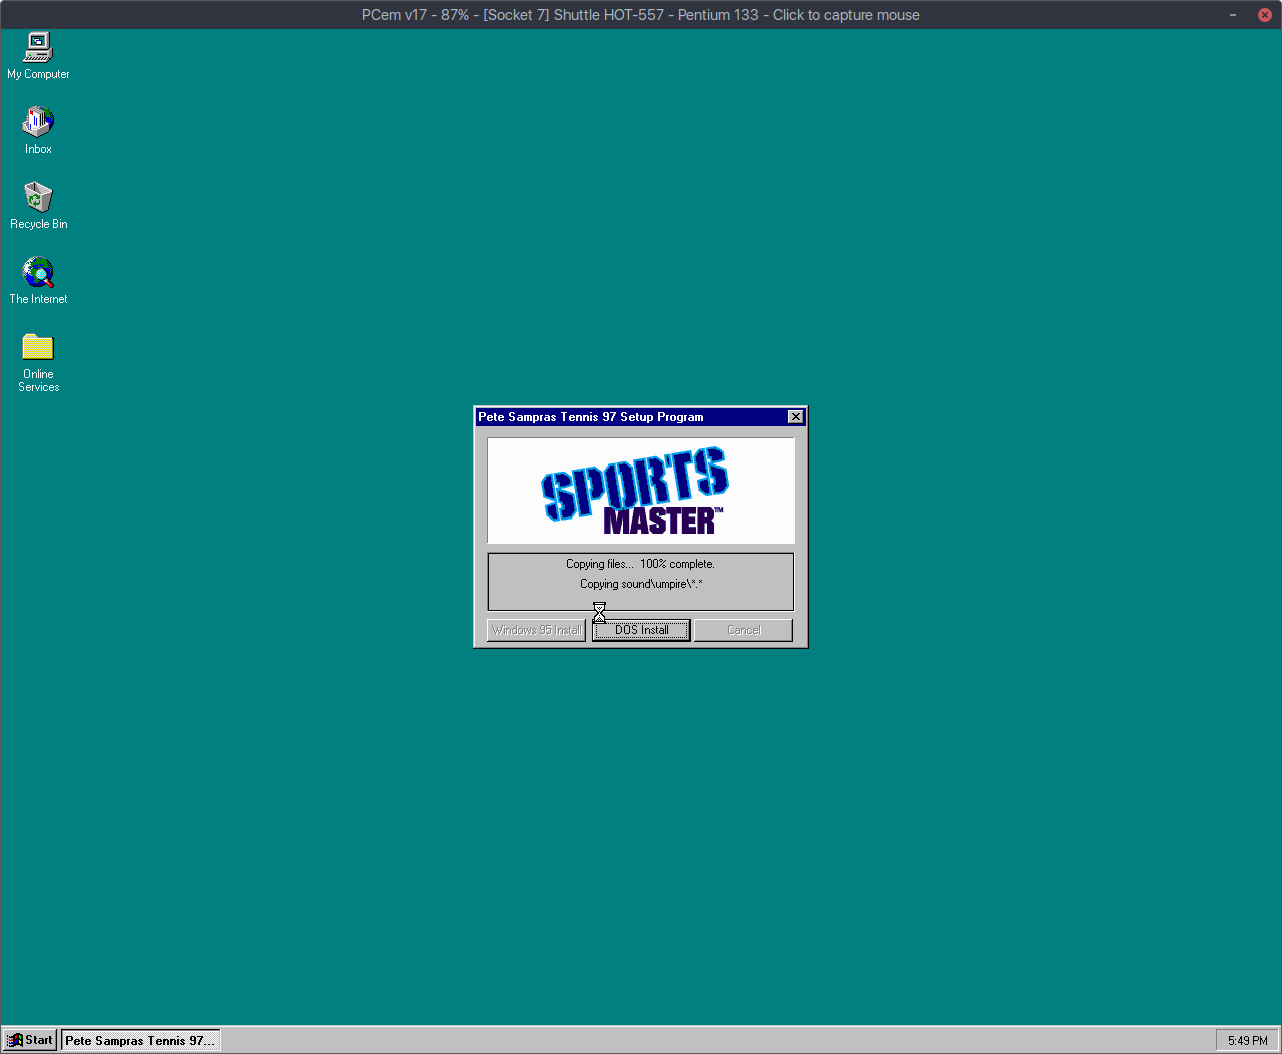 PCem v17 - 87% - [Socket 7] Shuttle HOT-557 - Pentium 133 - Click to capture mouse
My Computer
Inbox
Recycle Bin
The Internet
Online
Services
Pete Sampras Tennis 97 Setup Program
SPORTS
MASTER™
Copying files... 100% complete.
Copying sound\umpire\*.*
Windows 95 Install
DOS Install
Cancel
Start
Pete Sampras Tennis 97...
5:49 PM